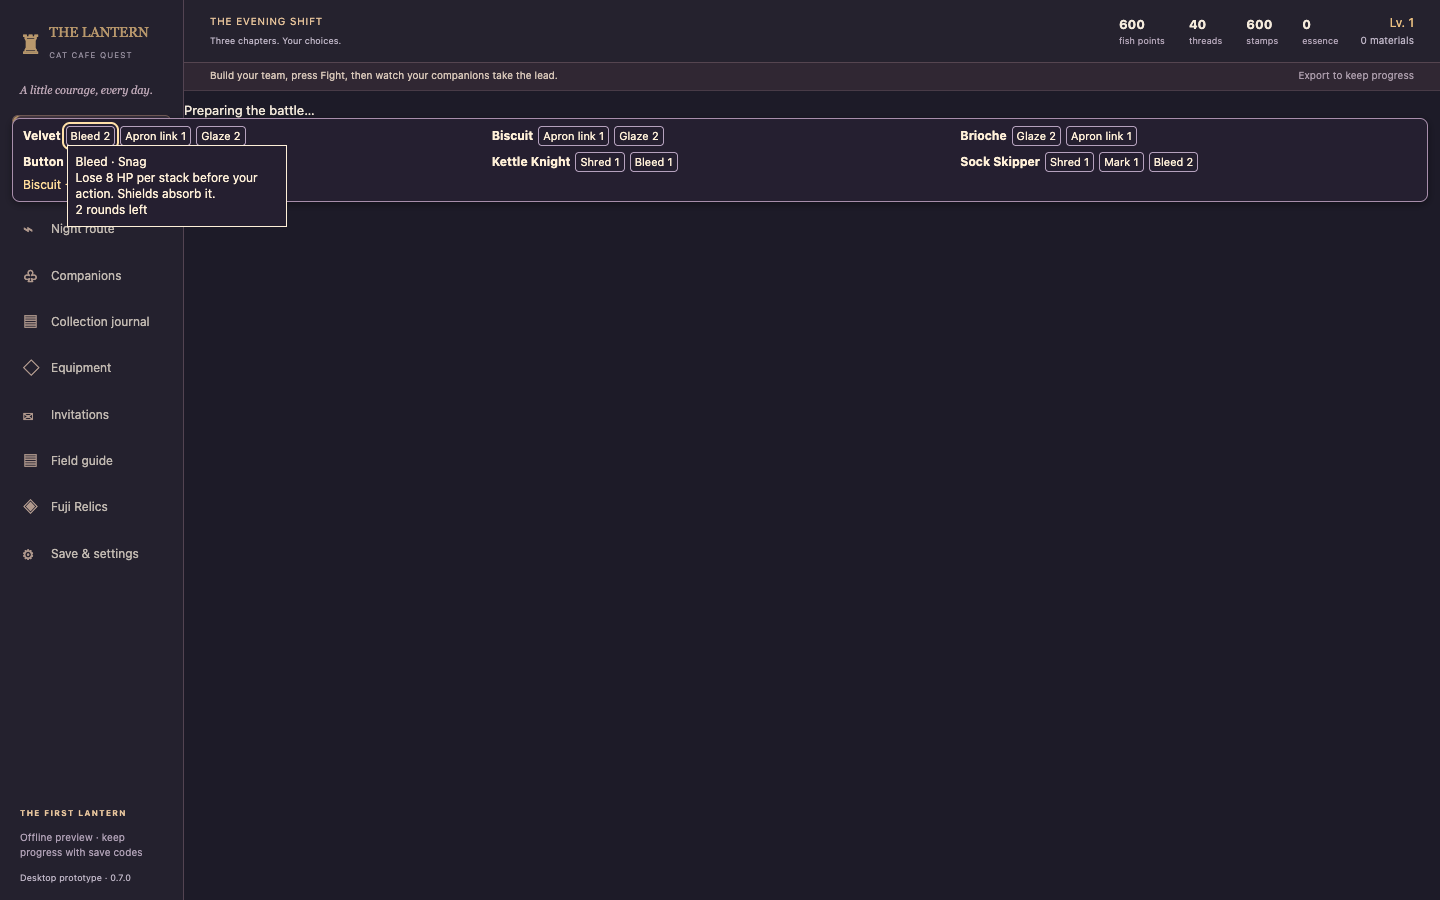 THE LANTERN
CAT CAFE QUEST
A little courage, every day.
THE EVENING SHIFT
Three chapters. Your choices.
600 fish points
40 threads
600 stamps
0 essence
Lv. 1
0 materials
Build your team, press Fight, then watch your companions take the lead.
Export to keep progress
Preparing the battle...
Velvet Bleed 2 Apron link 1 Glaze 2
Biscuit Apron link 1 Glaze 2
Brioche Glaze 2 Apron link 1
Button
Kettle Knight Shred 1 Bleed 1
Sock Skipper Shred 1 Mark 1 Bleed 2
Biscuit
Bleed · Snag
Lose 8 HP per stack before your
action. Shields absorb it.
2 rounds left
Night route
Companions
Collection journal
Equipment
Invitations
Field guide
Fuji Relics
Save & settings
THE FIRST LANTERN
Offline preview · keep
progress with save codes
Desktop prototype · 0.7.0